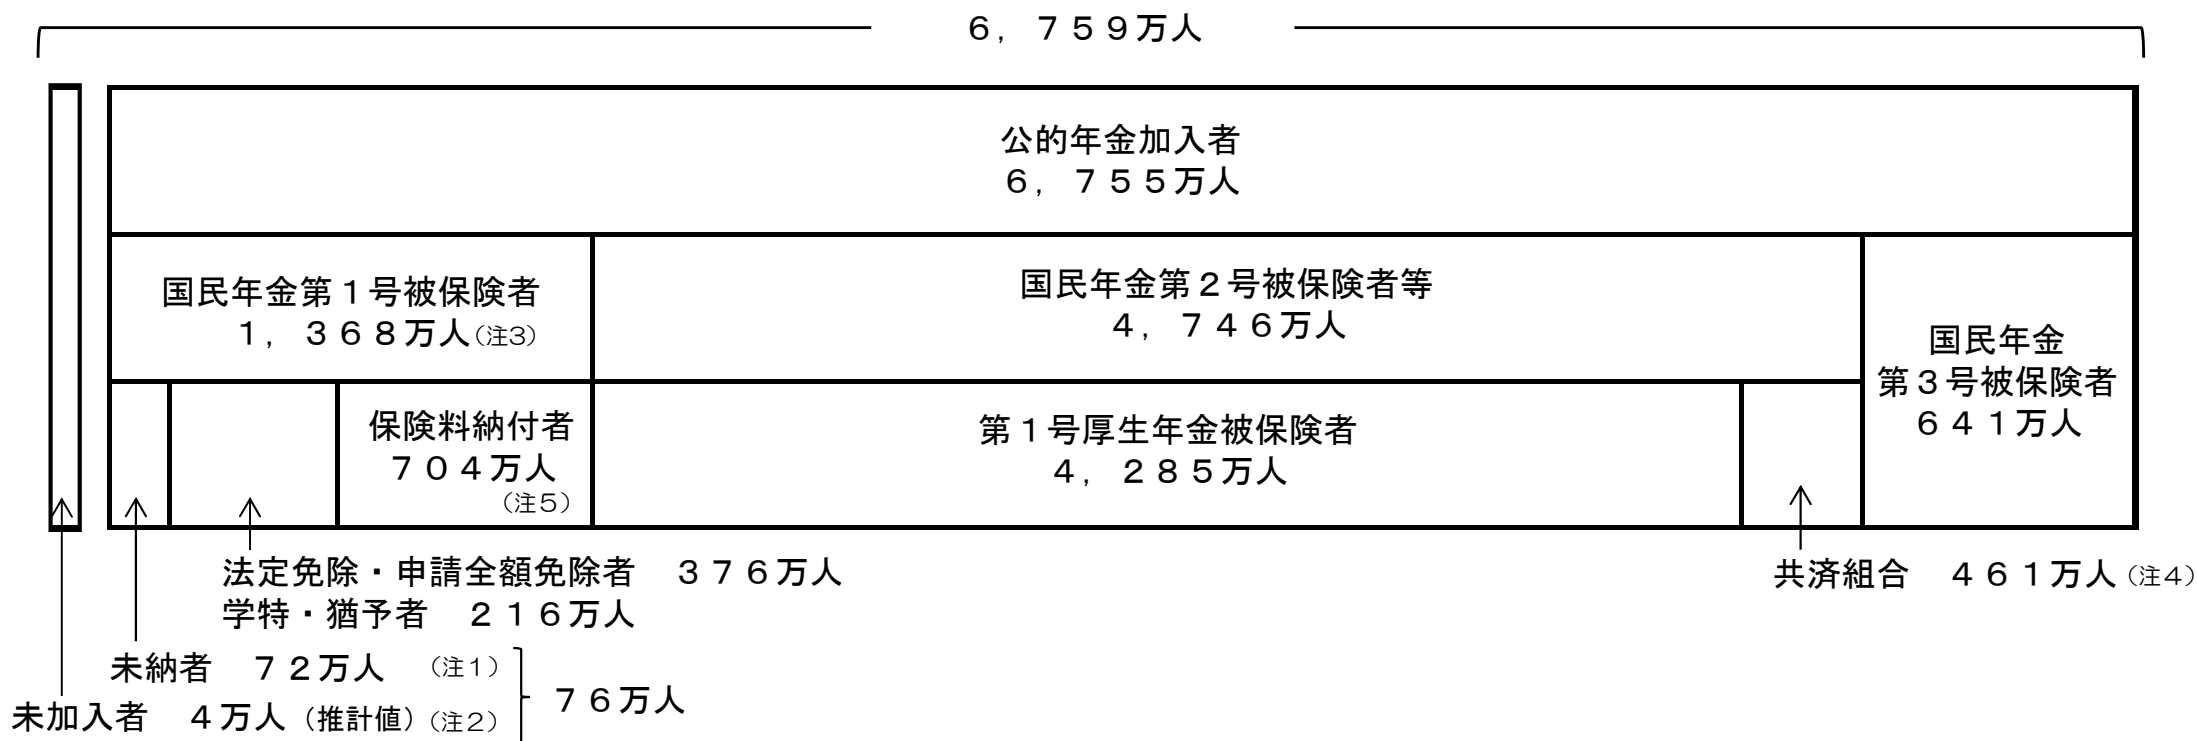 ６，７５９万人
公的年金加入者
６，７５５万人
国民年金第１号被保険者
１，３６８万人（注3）
国民年金第２号被保険者等
４，７４６万人
国民年金
第３号被保険者
６４１万人
保険料納付者
７０４万人
（注５）
第１号厚生年金被保険者
４，２８５万人
法定免除・申請全額免除者　３７６万人
学特・猶予者　２１６万人
共済組合　４６１万人（注４）
未納者　７２万人　（注１）
未加入者　４万人（推計値）（注２）
７６万人